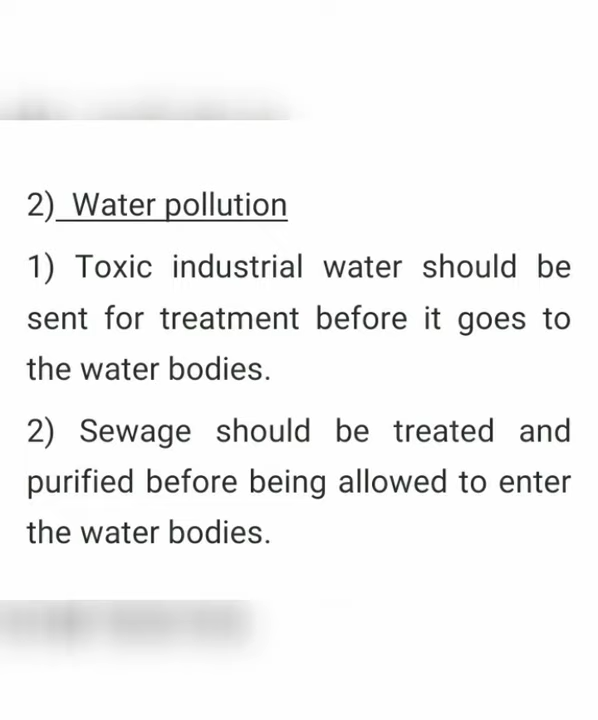 2) Water pollution
1) Toxic industrial water should be
sent for treatment before it goes to
the water bodies.
2) Sewage should be treated and
purified before being allowed to enter
the water bodies.